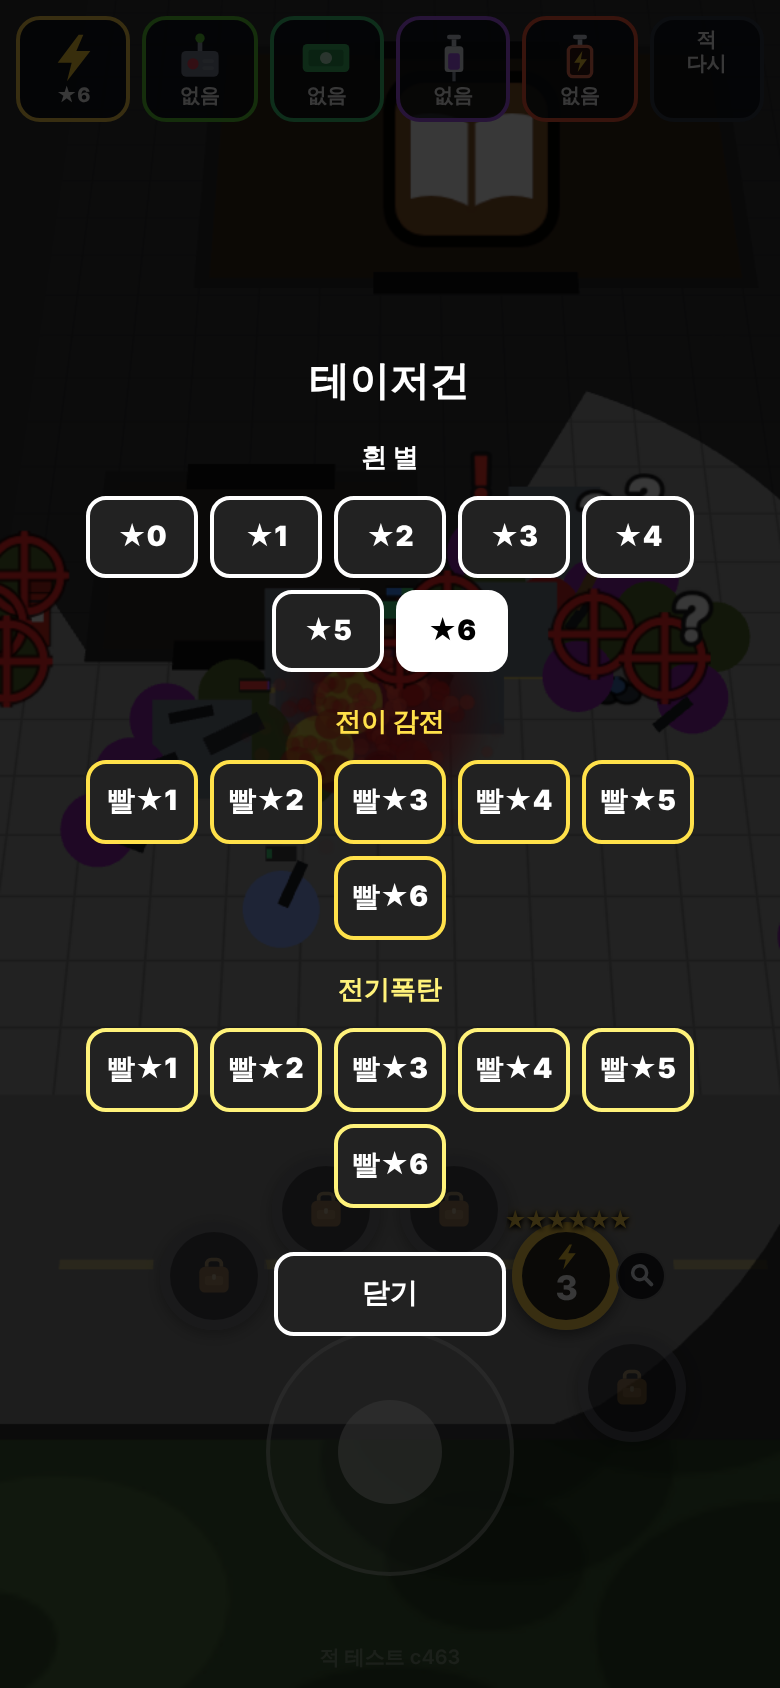 ★6
없음
없음
없음
없음
적
다시
테이저건
흰 별
★0 ★1 ★2 ★3 ★4
★5 ★6
전이 감전
빨★1 빨★2 빨★3 빨★4 빨★5
빨★6
전기폭탄
빨★1 빨★2 빨★3 빨★4 빨★5
빨★6
★★★★★★
닫기
3
적 테스트 c463